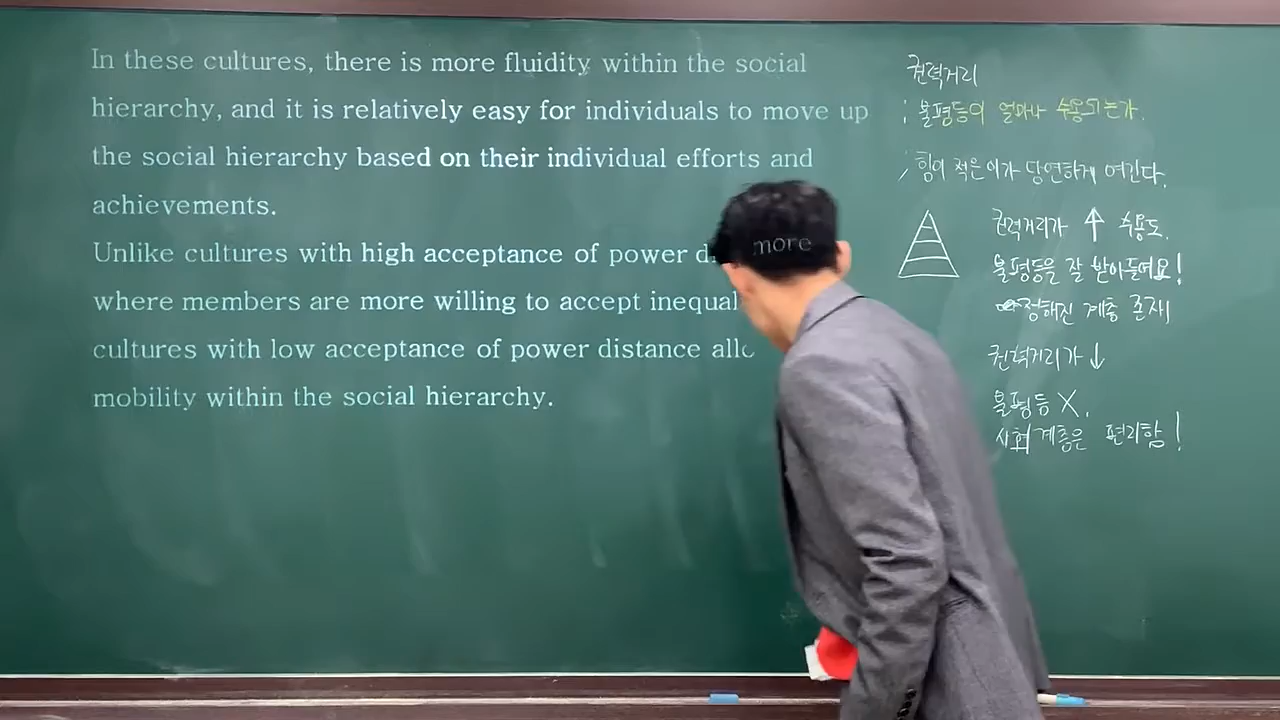 In these cultures, there is more fluidity within the social
hierarchy, and it is relatively easy for individuals to move up
the social hierarchy based on their individual efforts and
achievements.
Unlike cultures with high acceptance of power d
where members are more willing to accept inequal
cultures with low acceptance of power distance allo
more
mobility within the social hierarchy.
권력거리
: 불평등이 얼마나 수용되는가.
; 힘이 적은이가 당연하게 여긴다.
권력거리가 ↑ 수용도.
불평등을 잘 받아들여요!
정해진 계층 존재
권력거리가 ↓
불평등 X.
사회계층은 편리함!